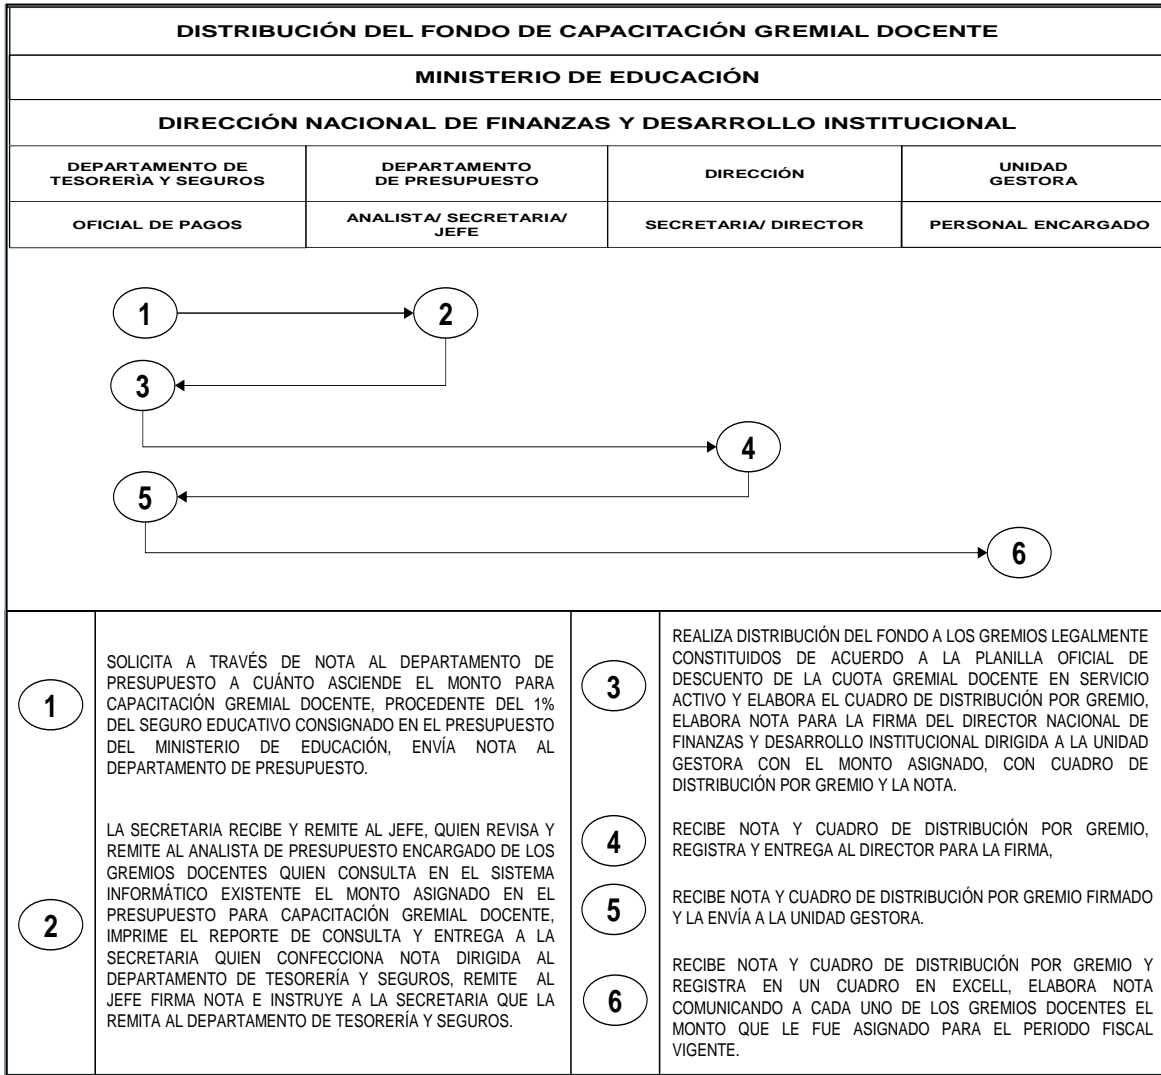 DISTRIBUCIÓN DEL FONDO DE CAPACITACIÓN GREMIAL DOCENTE
MINISTERIO DE EDUCACIÓN
DIRECCIÓN NACIONAL DE FINANZAS Y DESARROLLO INSTITUCIONAL
DEPARTAMENTO DE
TESORERÌA Y SEGUROS
DEPARTAMENTO
DE PRESUPUESTO
DIRECCIÓN
UNIDAD
GESTORA
OFICIAL DE PAGOS
ANALISTA/ SECRETARIA/
JEFE
SECRETARIA/ DIRECTOR
PERSONAL ENCARGADO
1
2
3
4
5
6
1
SOLICITA A TRAVÉS DE NOTA AL DEPARTAMENTO DE
PRESUPUESTO A CUÁNTO ASCIENDE EL MONTO PARA
CAPACITACIÓN GREMIAL DOCENTE, PROCEDENTE DEL 1%
DEL SEGURO EDUCATIVO CONSIGNADO EN EL PRESUPUESTO
DEL MINISTERIO DE EDUCACIÓN, ENVÍA NOTA AL
DEPARTAMENTO DE PRESUPUESTO.
2
LA SECRETARIA RECIBE Y REMITE AL JEFE, QUIEN REVISA Y
REMITE AL ANALISTA DE PRESUPUESTO ENCARGADO DE LOS
GREMIOS DOCENTES QUIEN CONSULTA EN EL SISTEMA
INFORMÁTICO EXISTENTE EL MONTO ASIGNADO EN EL
PRESUPUESTO PARA CAPACITACIÓN GREMIAL DOCENTE,
IMPRIME EL REPORTE DE CONSULTA Y ENTREGA A LA
SECRETARIA QUIEN CONFECCIONA NOTA DIRIGIDA AL
DEPARTAMENTO DE TESORERÍA Y SEGUROS, REMITE AL
JEFE FIRMA NOTA E INSTRUYE A LA SECRETARIA QUE LA
REMITA AL DEPARTAMENTO DE TESORERÍA Y SEGUROS.
3
REALIZA DISTRIBUCIÓN DEL FONDO A LOS GREMIOS LEGALMENTE
CONSTITUIDOS DE ACUERDO A LA PLANILLA OFICIAL DE
DESCUENTO DE LA CUOTA GREMIAL DOCENTE EN SERVICIO
ACTIVO Y ELABORA EL CUADRO DE DISTRIBUCIÓN POR GREMIO,
ELABORA NOTA PARA LA FIRMA DEL DIRECTOR NACIONAL DE
FINANZAS Y DESARROLLO INSTITUCIONAL DIRIGIDA A LA UNIDAD
GESTORA CON EL MONTO ASIGNADO, CON CUADRO DE
DISTRIBUCIÓN POR GREMIO Y LA NOTA.
4
RECIBE NOTA Y CUADRO DE DISTRIBUCIÓN POR GREMIO,
REGISTRA Y ENTREGA AL DIRECTOR PARA LA FIRMA,
5
RECIBE NOTA Y CUADRO DE DISTRIBUCIÓN POR GREMIO FIRMADO
Y LA ENVÍA A LA UNIDAD GESTORA.
6
RECIBE NOTA Y CUADRO DE DISTRIBUCIÓN POR GREMIO Y
REGISTRA EN UN CUADRO EN EXCELL, ELABORA NOTA
COMUNICANDO A CADA UNO DE LOS GREMIOS DOCENTES EL
MONTO QUE LE FUE ASIGNADO PARA EL PERIODO FISCAL
VIGENTE.